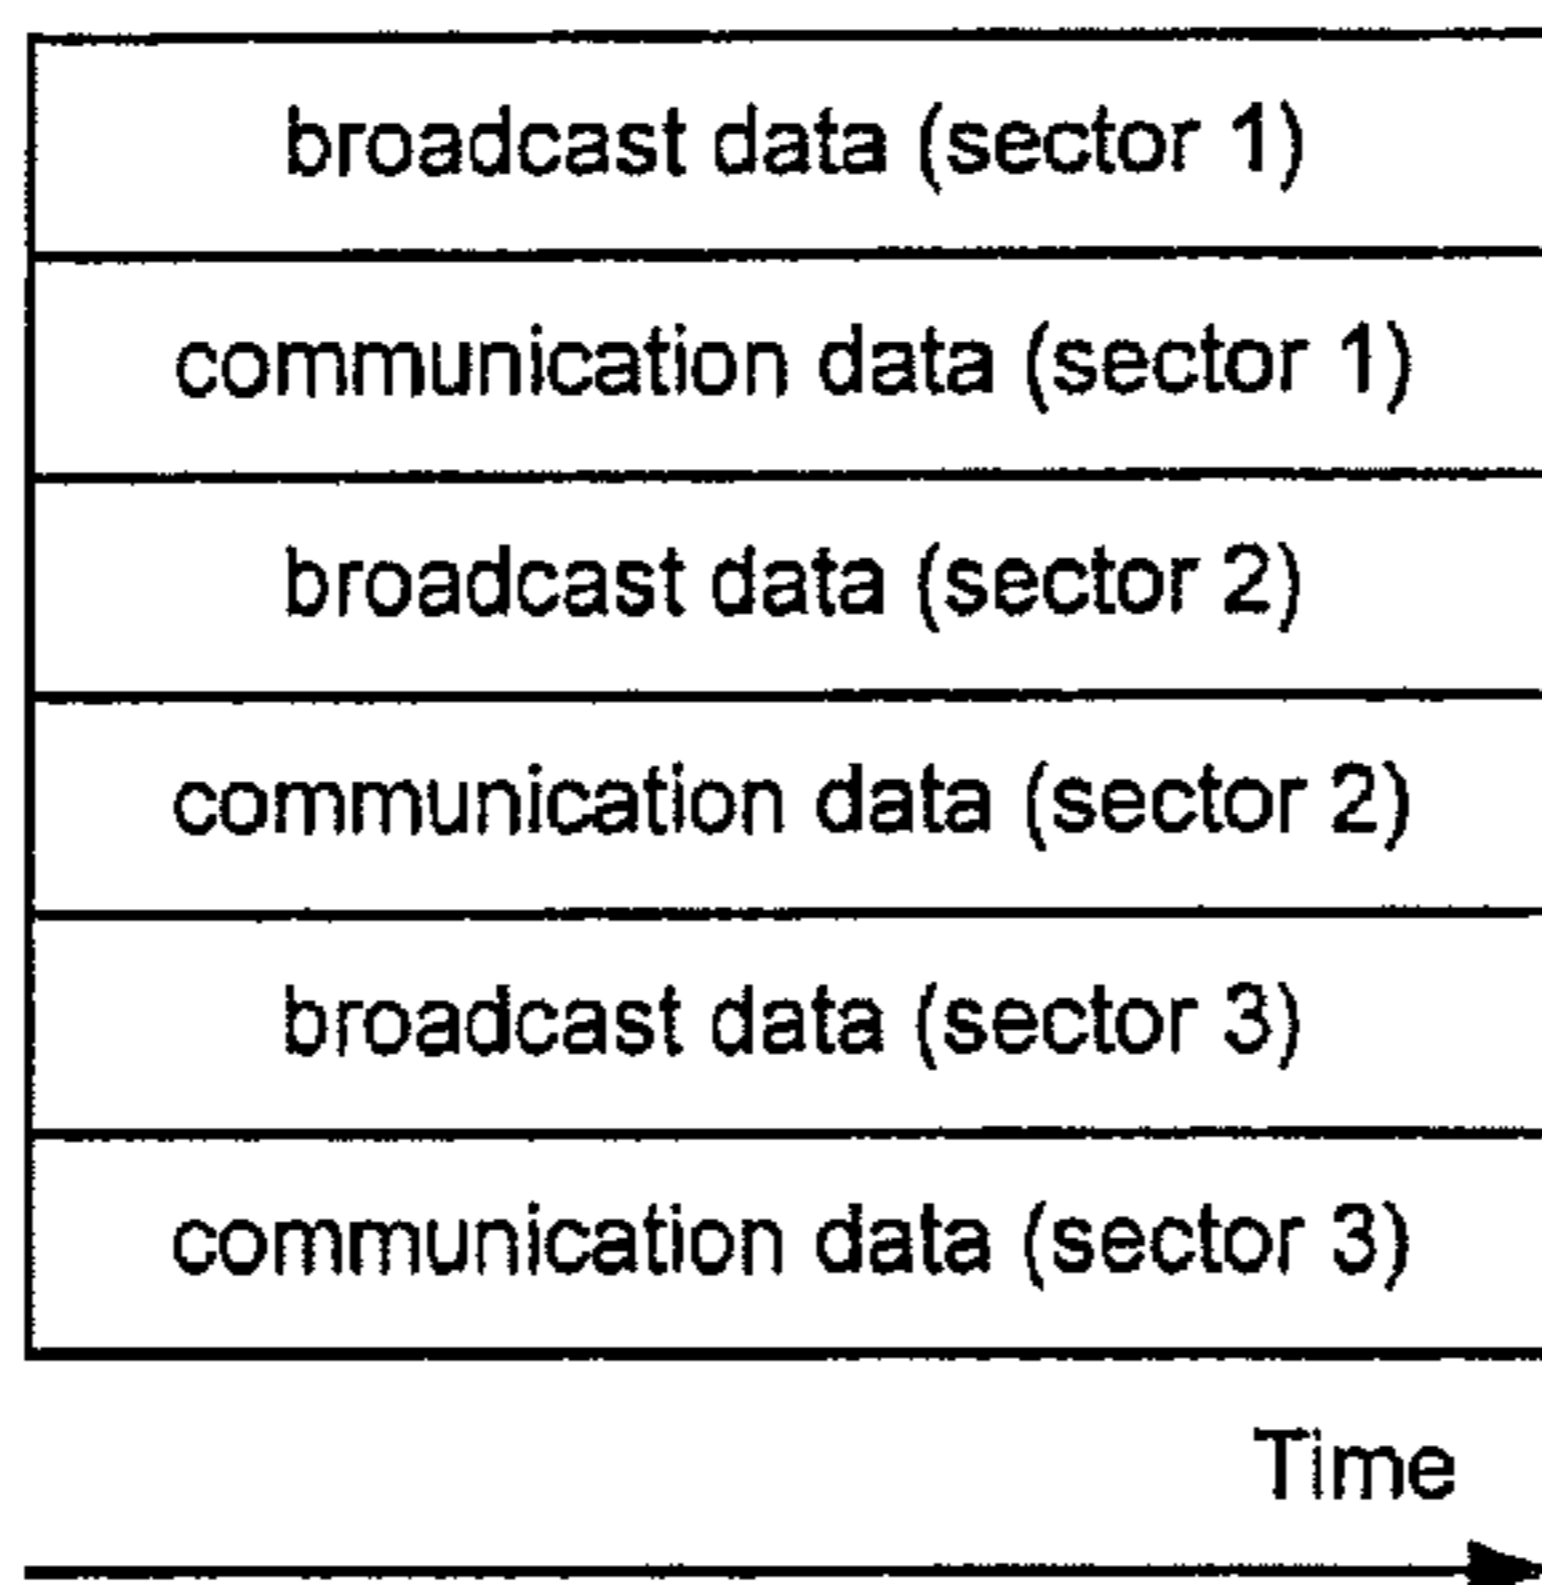 broadcast data (sector 1)
communication data (sector 1)
broadcast data (sector 2)
communication data (sector 2)
broadcast data (sector 3)
communication data (sector 3)
Time